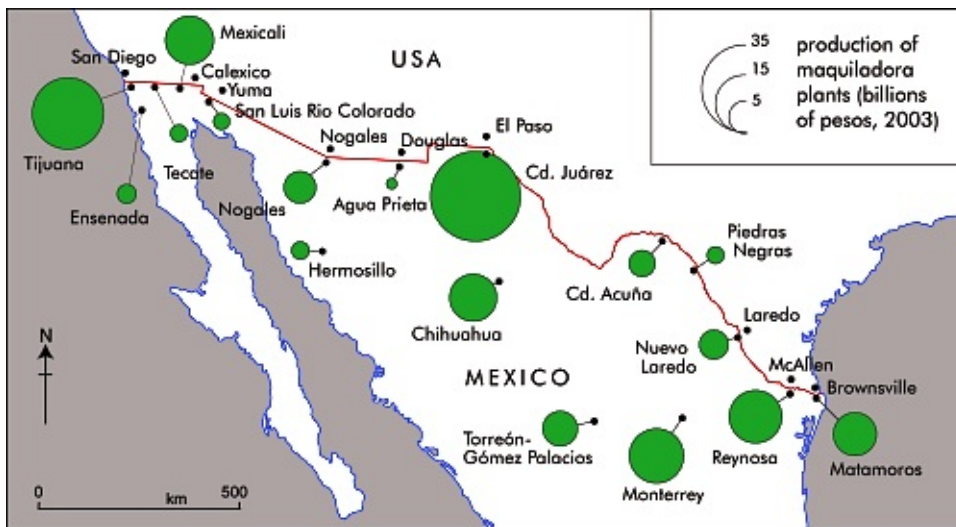 Mexicali
San Diego
USA
Calexico
Yuma
San Luis Rio Colorado
35
15
5
production of
maquiladora
plants (billions
of pesos, 2003)
Tijuana
Tecate
Ensenada
Nogales
Nogales
Douglas
Agua Prieta
El Paso
Cd. Juárez
Hermosillo
Chihuahua
Piedras
Negras
Cd. Acuña
Laredo
Nuevo
Laredo
McAllen
Brownsville
N
MEXICO
Torreón-
Gómez Palacios
Monterrey
Reynosa
Matamoros
0
km
500